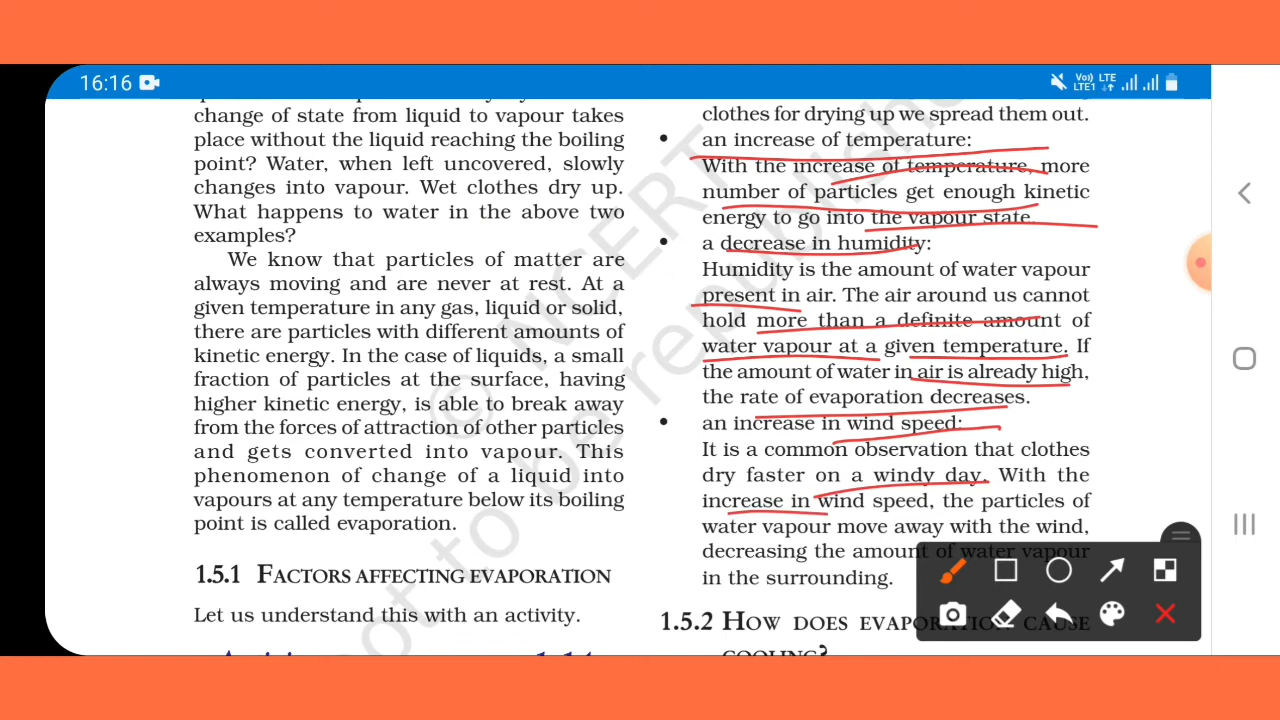 16:16
Vo)) LTE
LTE1
change of state from liquid to vapour takes
place without the liquid reaching the boiling
point? Water, when left uncovered, slowly
changes into vapour. Wet clothes dry up.
What happens to water in the above two
examples?
We know that particles of matter are
always moving and are never at rest. At a
given temperature in any gas, liquid or solid,
there are particles with different amounts of
kinetic energy. In the case of liquids, a small
fraction of particles at the surface, having
higher kinetic energy, is able to break away
from the forces of attraction of other particles
and gets converted into vapour. This
phenomenon of change of a liquid into
vapours at any temperature below its boiling
point is called evaporation.
1.5.1 FACTORS AFFECTING EVAPORATION
Let us understand this with an activity.
clothes for drying up we spread them out.
• an increase of temperature:
With the increase of temperature, more
number of particles get enough kinetic
energy to go into the vapour state.
• a decrease in humidity:
Humidity is the amount of water vapour
present in air. The air around us cannot
hold more than a definite amount of
water vapour at a given temperature. If
the amount of water in air is already high,
the rate of evaporation decreases.
• an increase in wind speed:
It is a common observation that clothes
dry faster on a windy day. With the
increase in wind speed, the particles of
water vapour move away with the wind,
decreasing the amount of water vapour
in the surrounding.
1.5.2 HOW DOES EVAPORATION CAUSE
COOLING?
© NCERT
not to be republished